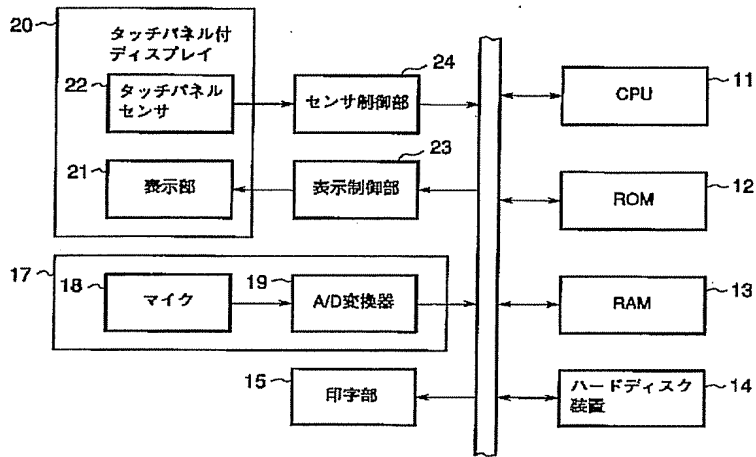 20
タッチパネル付
ディスプレイ
22
タッチパネル
センサ
24
センサ制御部
11
CPU
21
表示部
23
表示制御部
12
ROM
17
18
マイク
19
A/D変換器
13
RAM
15
印字部
ハードディスク
装置
14